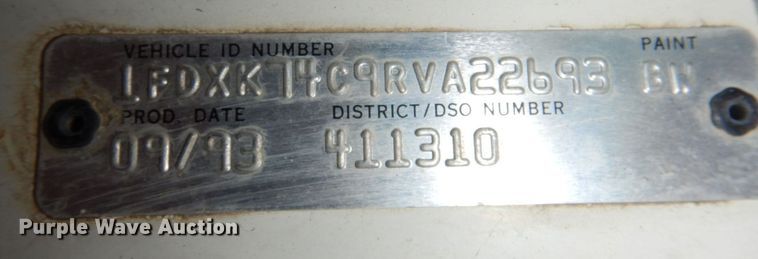 VEHICLE ID NUMBER PAINT
1FDXK74C9RVA22693 BW
PROD. DATE DISTRICT/DSO NUMBER
09/93 411310
Purple Wave Auction